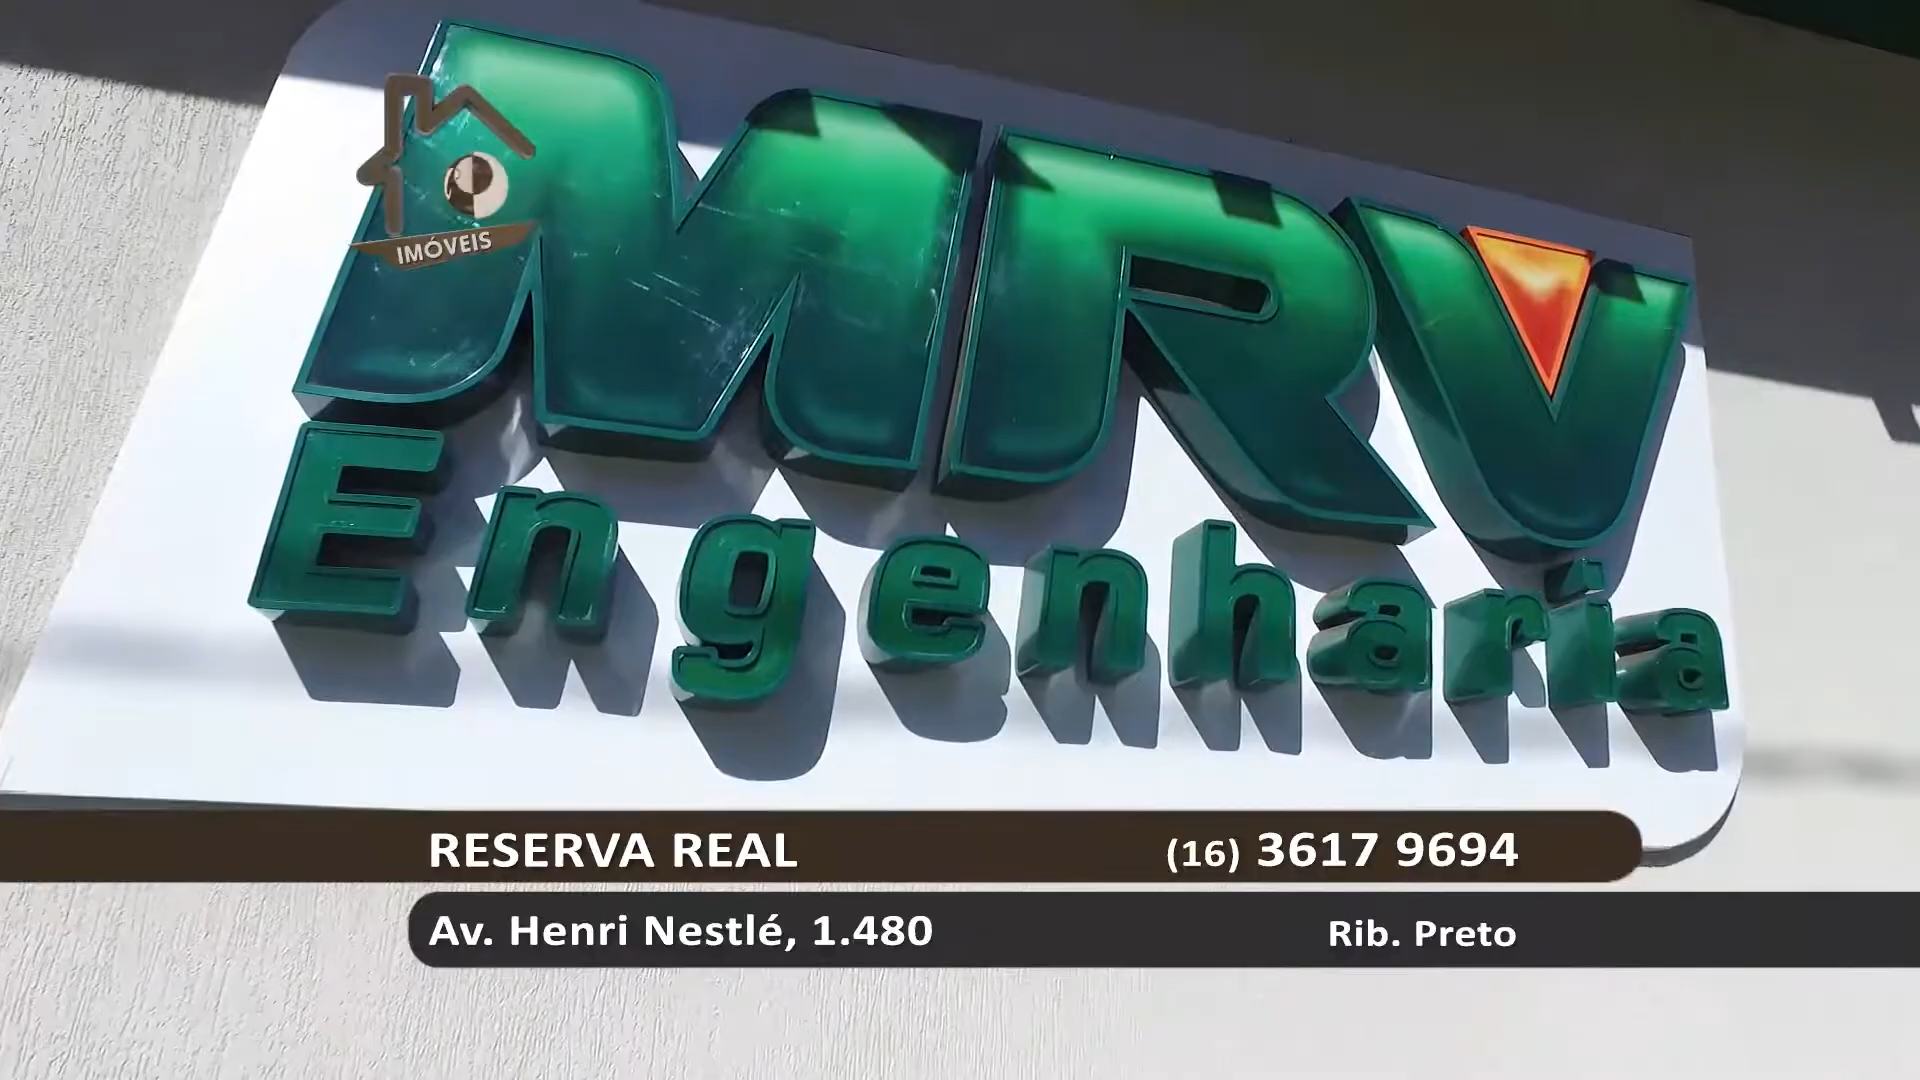 MRV
IMÓVEIS
Engenharia
RESERVA REAL
(16) 3617 9694
Av. Henri Nestlé, 1.480
Rib. Preto